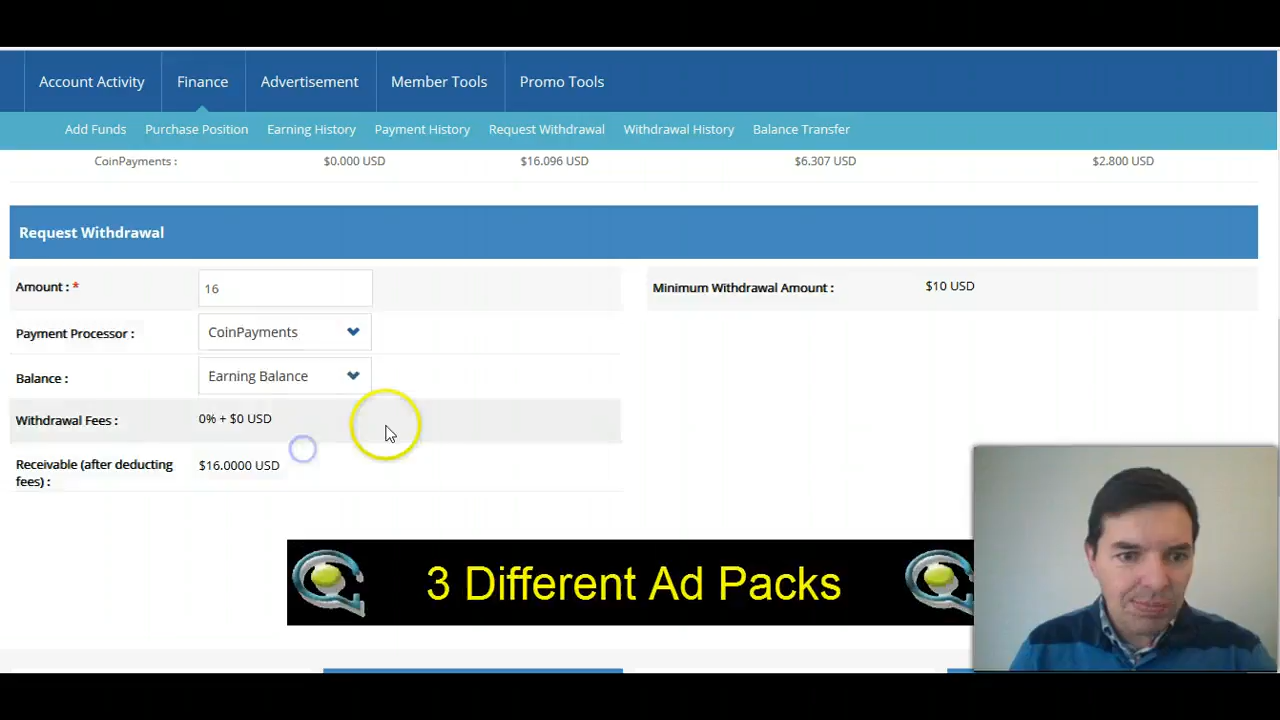 Account Activity Finance Advertisement Member Tools Promo Tools
Add Funds Purchase Position Earning History Payment History Request Withdrawal Withdrawal History Balance Transfer
CoinPayments : $0.000 USD $16.096 USD $6.307 USD $2.800 USD
Request Withdrawal
Amount : * 16 Minimum Withdrawal Amount : $10 USD
Payment Processor : CoinPayments
Balance : Earning Balance
Withdrawal Fees : 0% + $0 USD
Receivable (after deducting
fees) : $16.0000 USD
3 Different Ad Packs